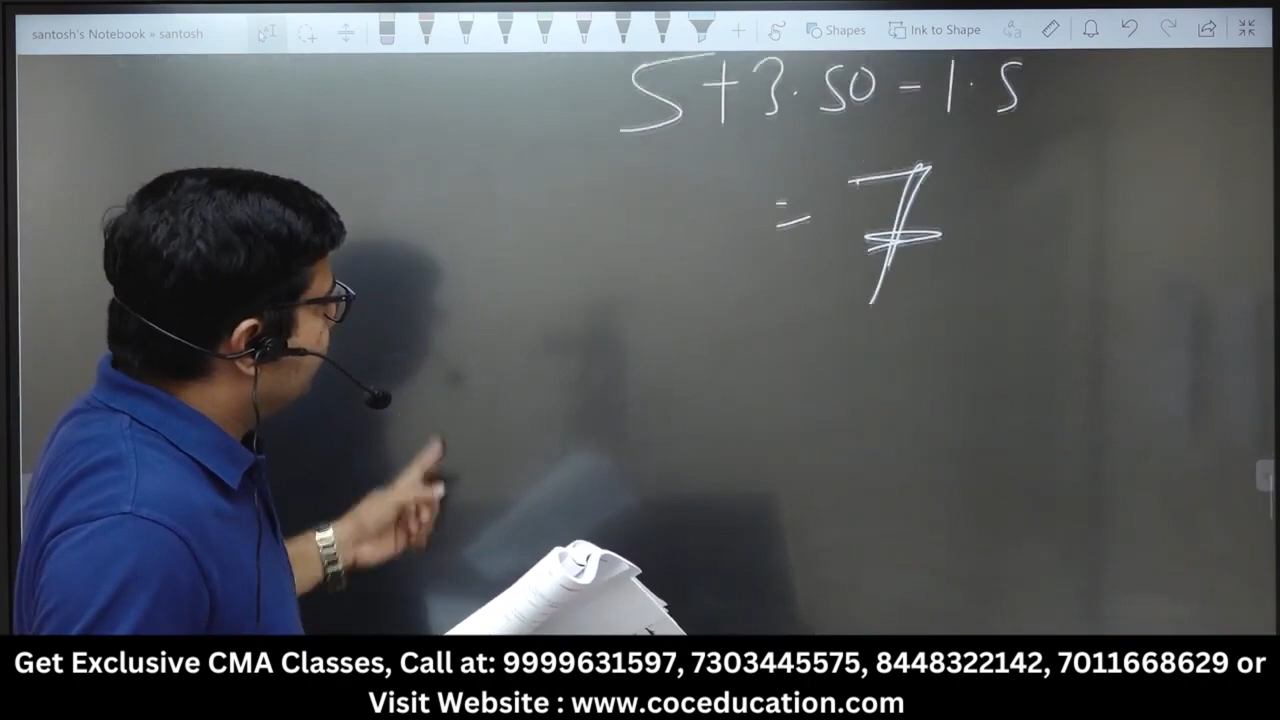 santosh's Notebook » santosh
Shapes
Ink to Shape
5+3.50-1.5
= 7
Get Exclusive CMA Classes, Call at: 9999631597, 7303445575, 8448322142, 7011668629 or
Visit Website : www.coceducation.com